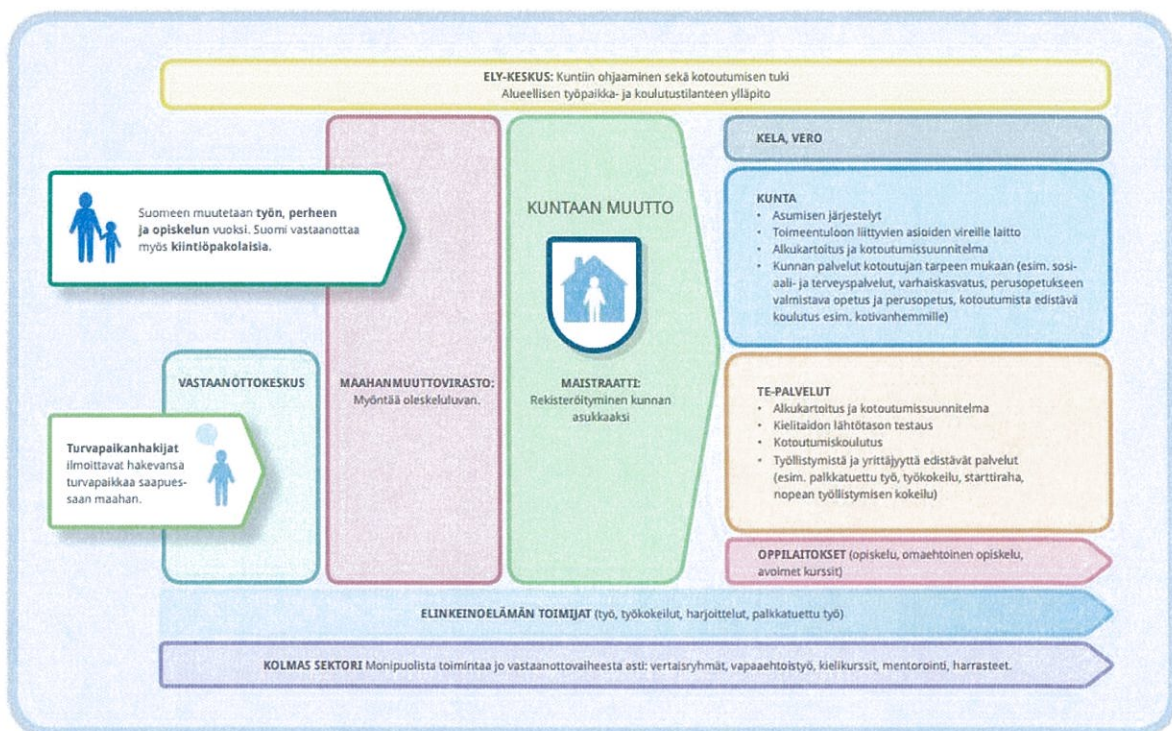 ELY-KESKUS: Kuntiin ohjaaminen sekä kotoutumisen tuki
Alueellisen työpaikka- ja koulutustilanteen ylläpito
Suomeen muutetaan työn, perheen
ja opiskelun vuoksi. Suomi vastaanottaa
myös kiintiöpakolaisia.
VASTAANOTTOKESKUS
Turvapaikanhakijat
ilmoittavat hakevansa
turvapaikkaa saapues-
saan maahan.
MAAHANMUUTTOVIRASTO:
Myöntää oleskeluluvan.
KUNTAAN MUUTTO
MAISTRAATTI:
Rekisteröityminen kunnan
asukkaaksi
KELA, VERO
KUNTA
• Asumisen järjestelyt
• Toimeentuloon liittyvien asioiden vireille laitto
• Alkukartoitus ja kotoutumissuunnitelma
• Kunnan palvelut kotoutujan tarpeen mukaan (esim. sosi-
aali- ja terveyspalvelut, varhaiskasvatus, perusopetukseen
valmistava opetus ja perusopetus, kotoutumista edistävä
koulutus esim. kotivanhemmille)
TE-PALVELUT
• Alkukartoitus ja kotoutumissuunnitelma
• Kielitaidon lähtötason testaus
• Kotoutumiskoulutus
• Työllistymistä ja yrittäjyyttä edistävät palvelut
(esim. palkkatuettu työ, työkokeilu, starttiraha,
nopean työllistymisen kokeilu)
OPPILAITOKSET (opiskelu, omaehtoinen opiskelu,
avoimet kurssit)
ELINKEINOELÄMÄN TOIMIJAT (työ, työkokeilut, harjoittelut, palkkatuettu työ)
KOLMAS SEKTORI Monipuolista toimintaa jo vastaanottovaiheesta asti: vertaisryhmät, vapaaehtoistyö, kielikurssit, mentorointi, harrasteet.